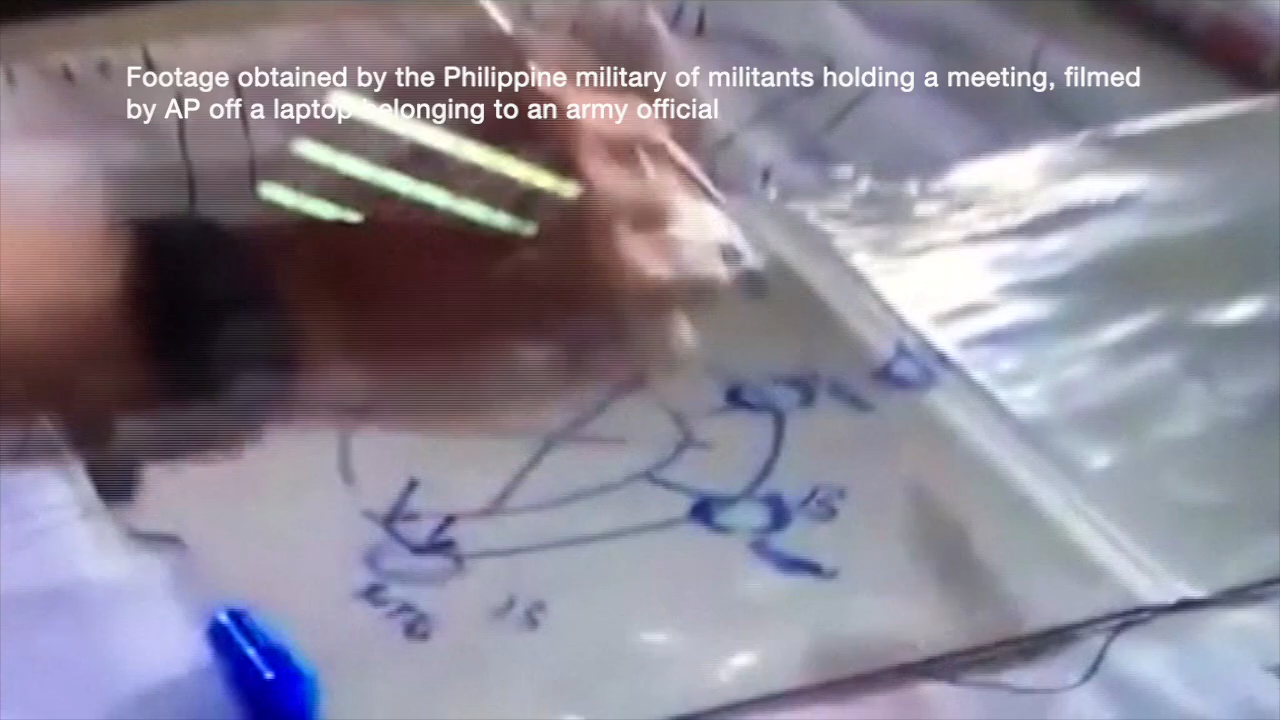 Footage obtained by the Philippine military of militants holding a meeting, filmed
by AP off a laptop belonging to an army official
15
15